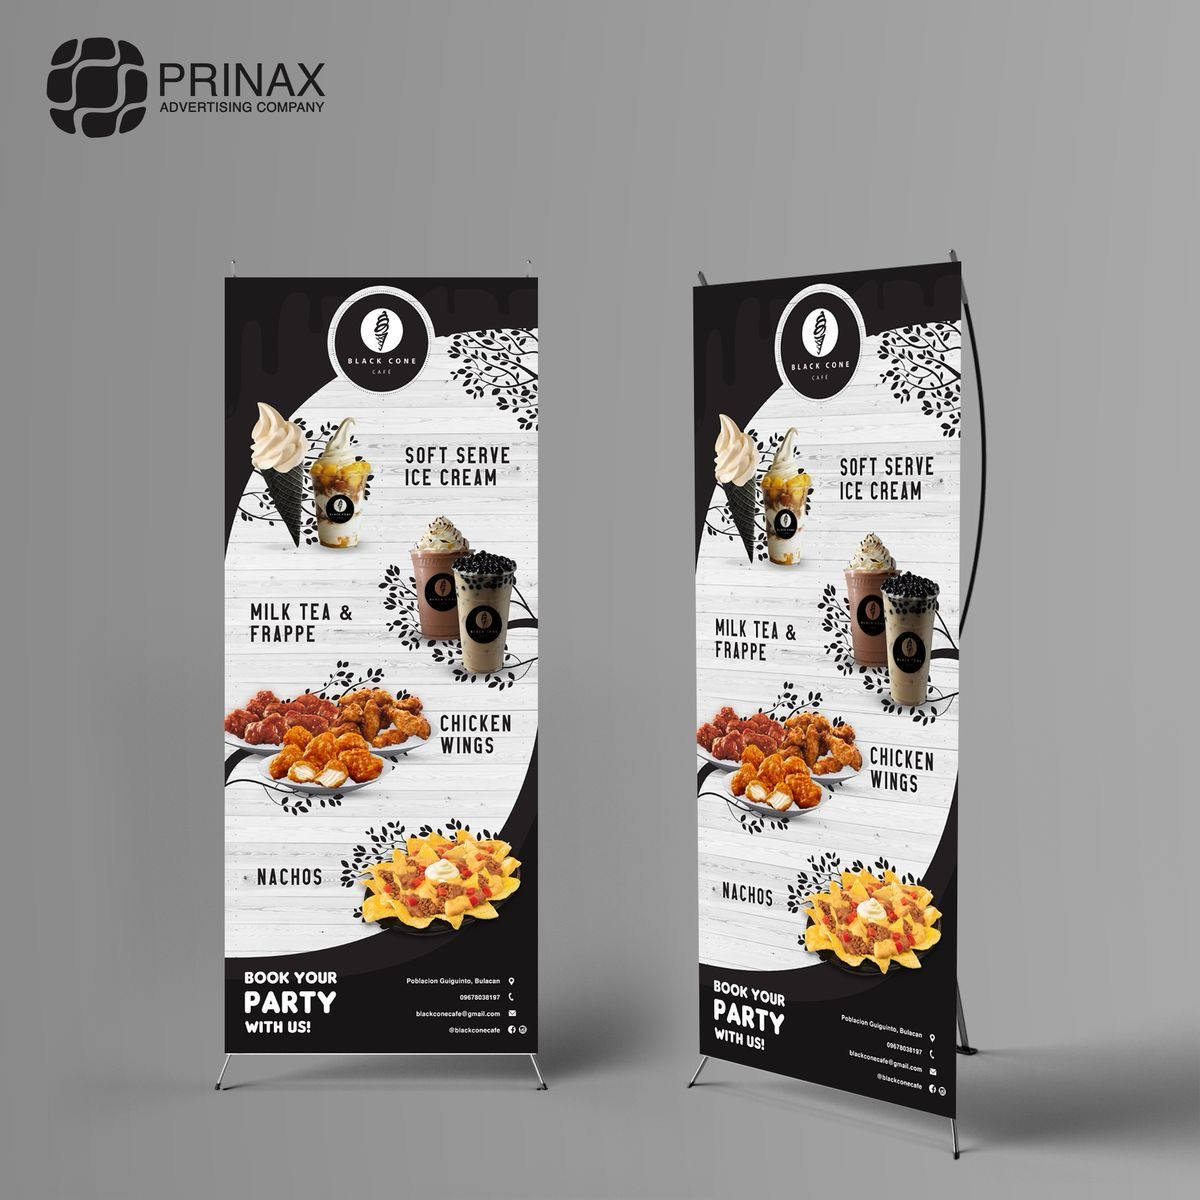 PRINAX
ADVERTISING COMPANY
BLACK CONE
CAFÉ
SOFT SERVE
ICE CREAM
MILK TEA &
FRAPPE
CHICKEN
WINGS
NACHOS
BOOK YOUR
PARTY
WITH US!
Poblacion Guiguinto, Bulacan
09678038197
blackconecafe@gmail.com
@blackconecafe
BLACK CONE
CAFÉ
SOFT SERVE
ICE CREAM
MILK TEA &
FRAPPE
CHICKEN
WINGS
NACHOS
BOOK YOUR
PARTY
WITH US!
Poblacion Guiguinto, Bulacan
09678038197
blackconecafe@gmail.com
@blackconecafe